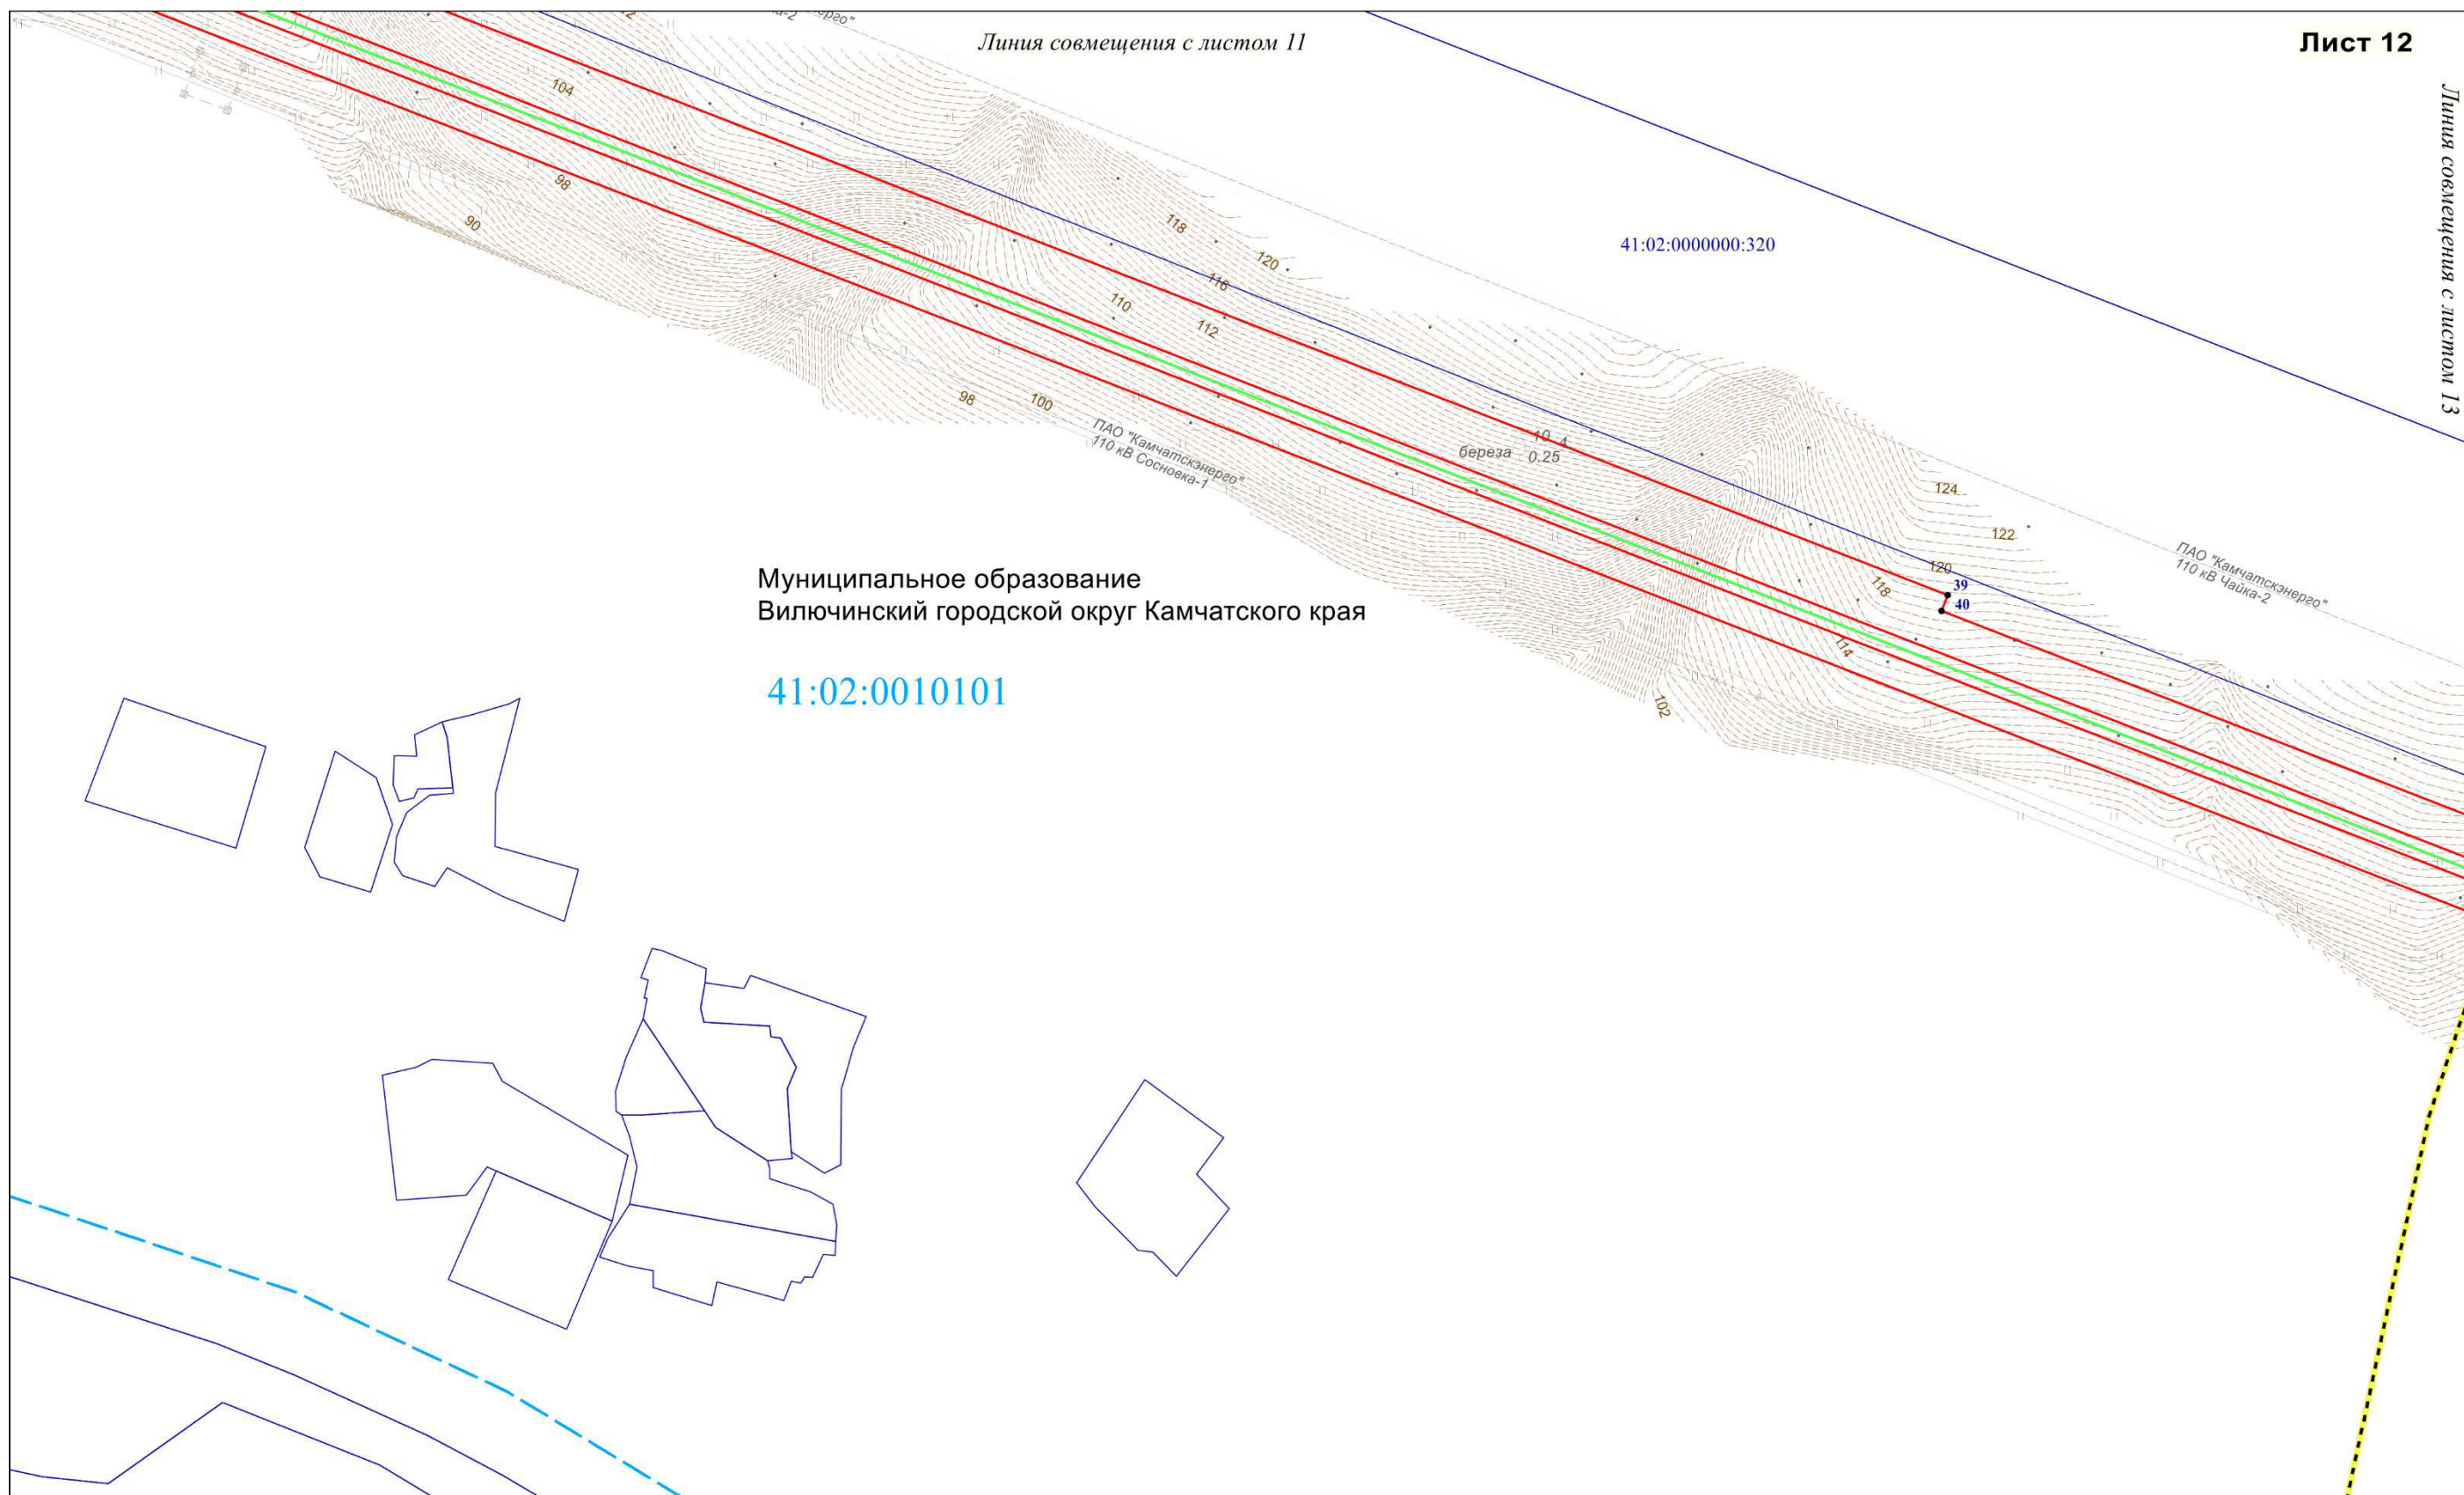 Линия совмещения с листом 11
Лист 12
Линия совмещения с листом 13
104
98
90
118
120
116
110
112
41:02:0000000:320
98
100
ПАО "Камчатскэнерго"
110 кВ Сосновка-1
береза
10 4
0.25
124
122
120
39
40
118
114
102
ПАО "Камчатскэнерго"
110 кВ Чайка-2
Муниципальное образование
Вилючинский городской округ Камчатского края
41:02:0010101